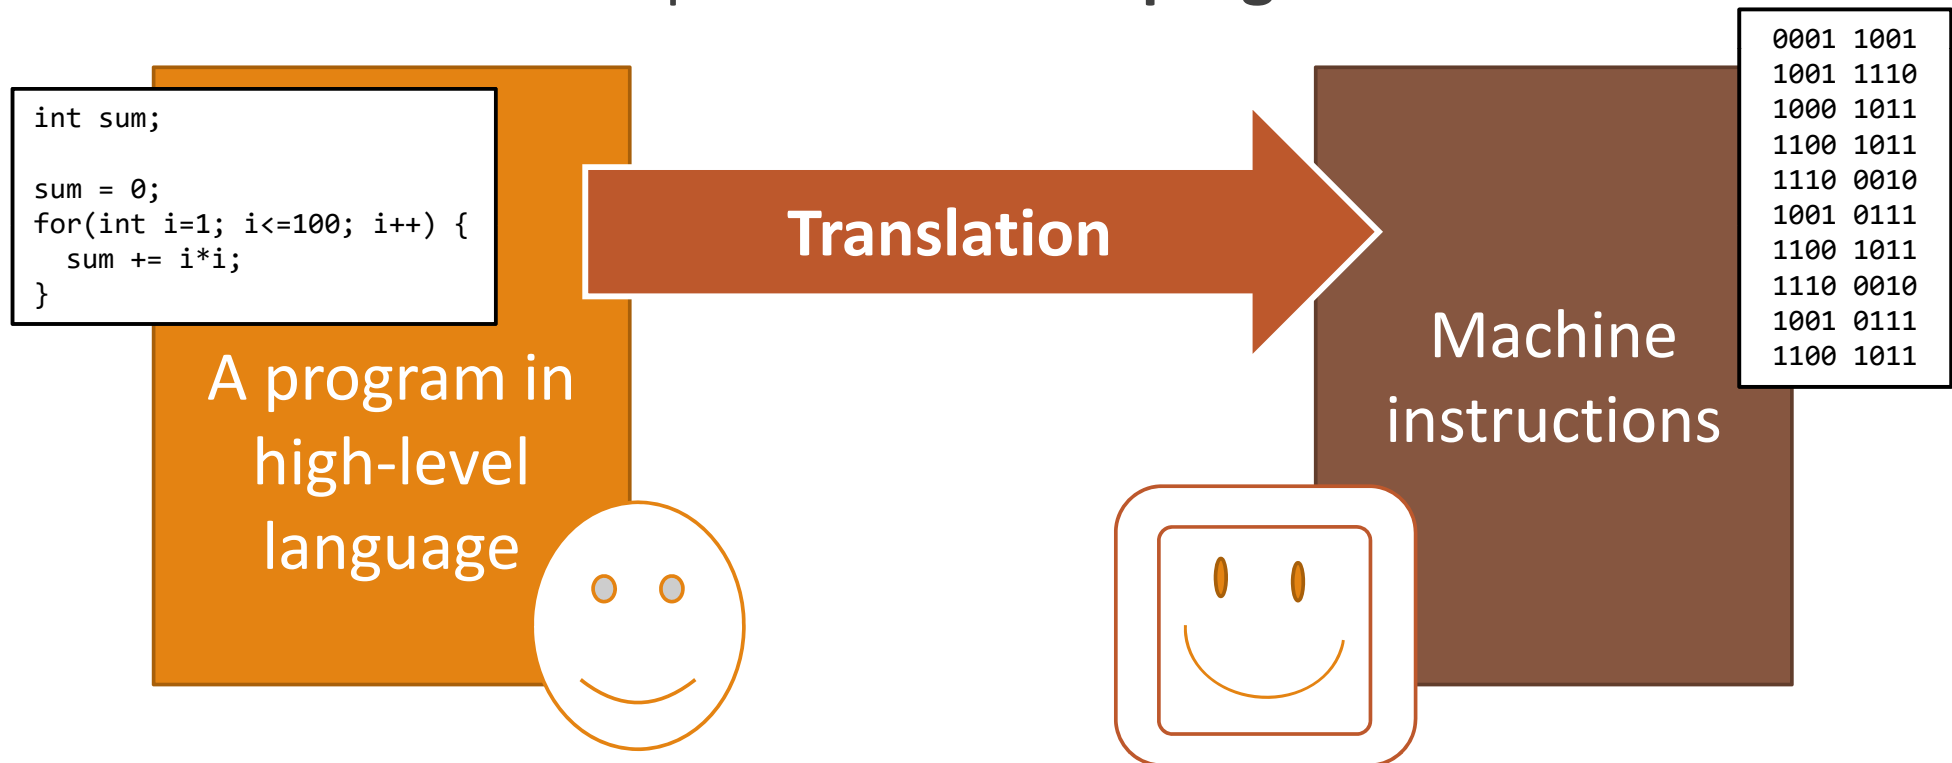 int sum;
sum = 0;
for(int i=1; i<=100; i++) {
  sum += i*i;
}
A program in
high-level
language
Translation
Machine
instructions
0001 1001
1001 1110
1000 1011
1100 1011
1110 0010
1001 0111
1100 1011
1110 0010
1001 0111
1100 1011